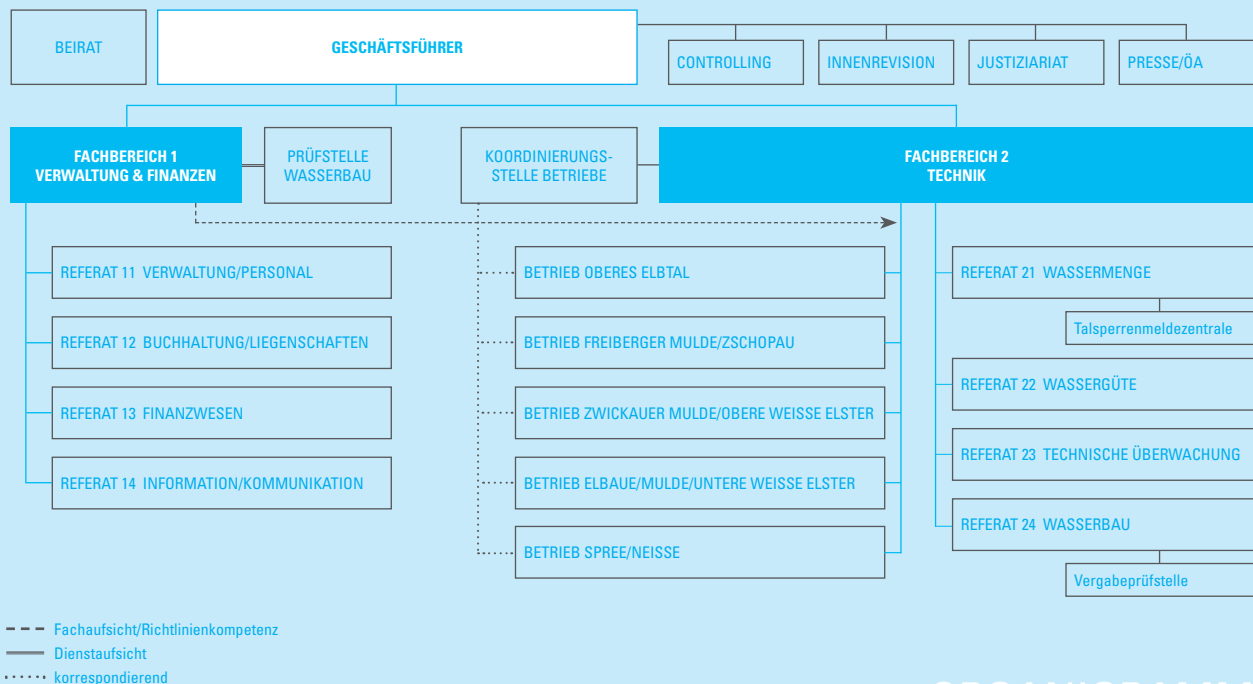 BEIRAT
GESCHÄFTSFÜHRER
CONTROLLING
INNENREVISION
JUSTIZIARIAT
PRESSE/ÖA
FACHBEREICH 1
VERWALTUNG & FINANZEN
PRÜFSTELLE
WASSERBAU
KOORDINIERUNGS-
STELLE BETRIEBE
FACHBEREICH 2
TECHNIK
REFERAT 11 VERWALTUNG/PERSONAL
REFERAT 12 BUCHHALTUNG/LIEGENSCHAFTEN
REFERAT 13 FINANZWESEN
REFERAT 14 INFORMATION/KOMMUNIKATION
BETRIEB OBERES ELBTAL
BETRIEB FREIBERGER MULDE/ZSCHOPAU
BETRIEB ZWICKAUER MULDE/OBERE WEISSE ELSTER
BETRIEB ELBAUE/MULDE/UNTERE WEISSE ELSTER
BETRIEB SPREE/NEISSE
REFERAT 21 WASSERMENGE
Talsperrenmeldezentrale
REFERAT 22 WASSERGÜTE
REFERAT 23 TECHNISCHE ÜBERWACHUNG
REFERAT 24 WASSERBAU
Vergabeprüfstelle
Fachaufsicht/Richtlinienkompetenz
Dienstaufsicht
korrespondierend